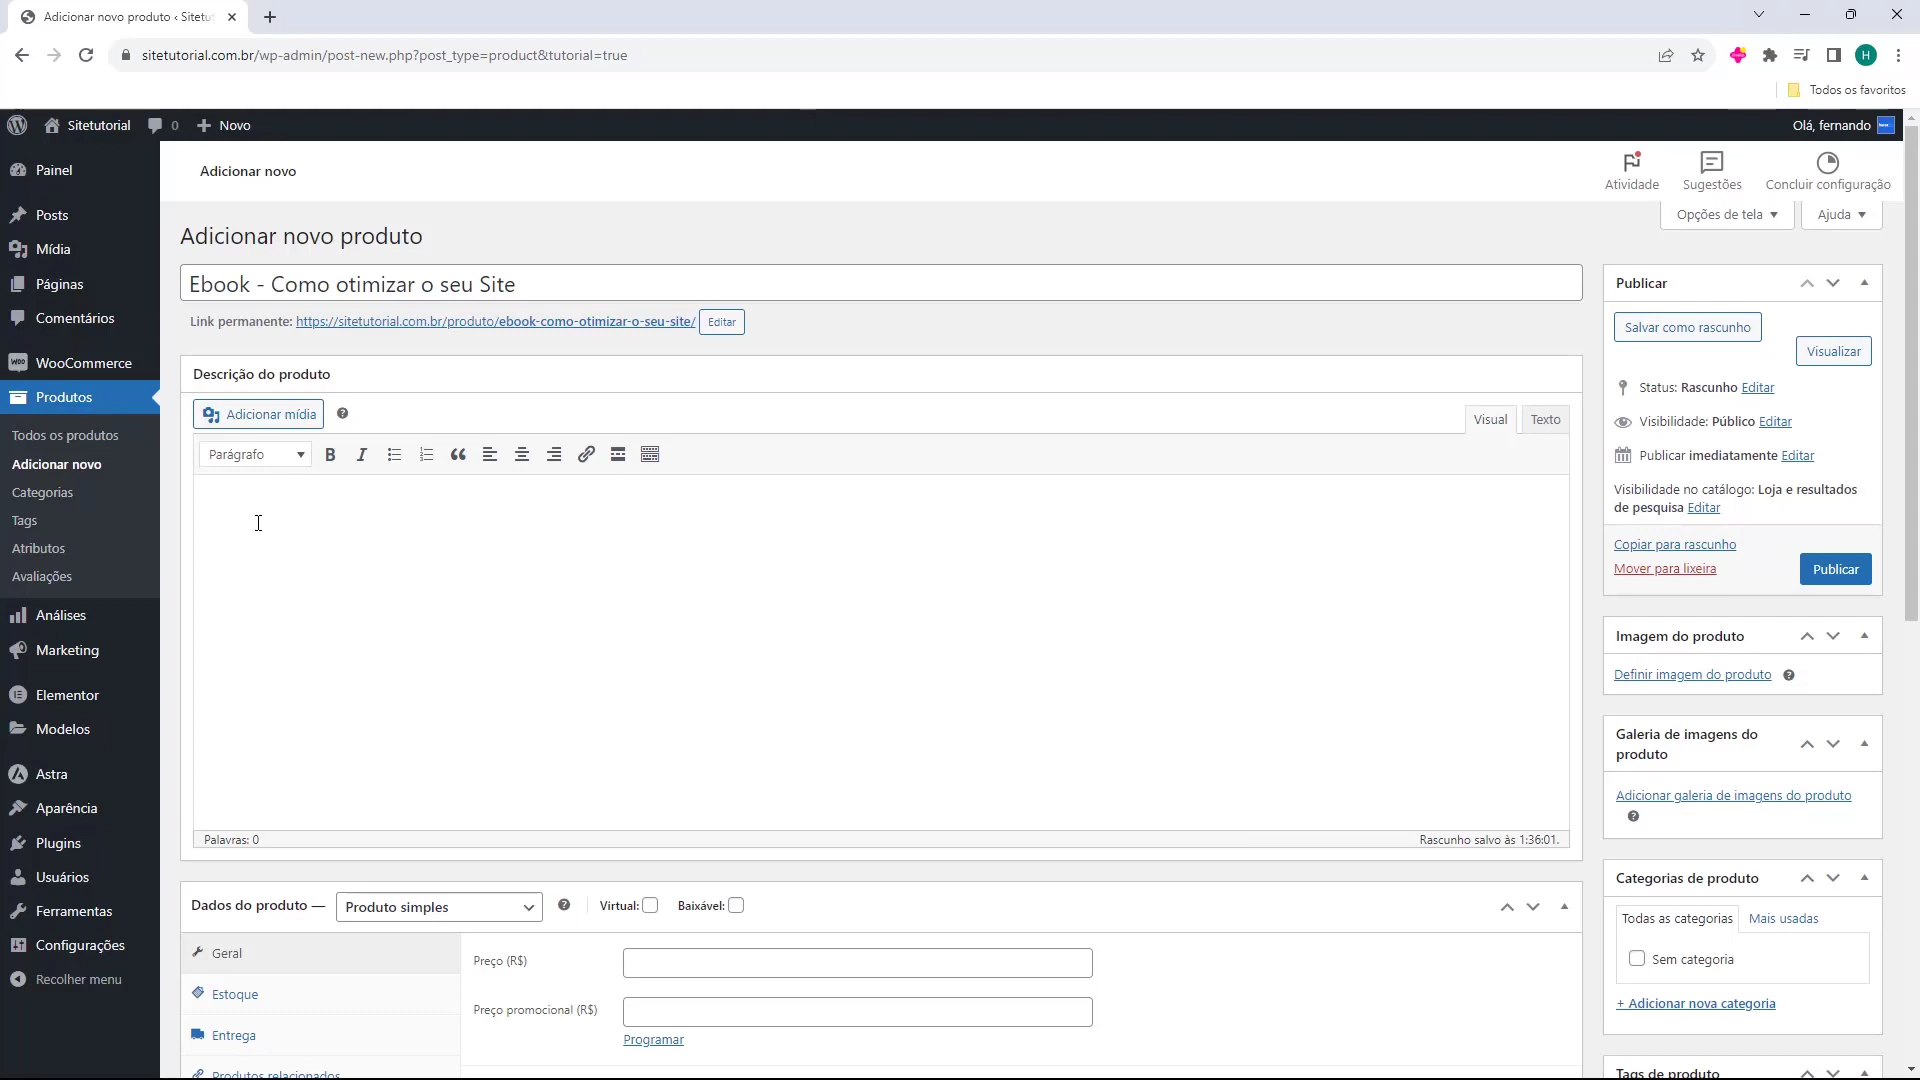 Adicionar novo produto ‹ Sitetut
sitetutorial.com.br/wp-admin/post-new.php?post_type=product&tutorial=true
H
Todos os favoritos
Sitetutorial
0
Novo
Olá, fernando
Painel
Posts
Mídia
Páginas
Comentários
WooCommerce
Produtos
Todos os produtos
Adicionar novo
Categorias
Tags
Atributos
Avaliações
Análises
Marketing
Elementor
Modelos
Astra
Aparência
Plugins
Usuários
Ferramentas
Configurações
Recolher menu
Adicionar novo
Atividade
Sugestões
Concluir configuração
Opções de tela
Ajuda
Adicionar novo produto
Ebook - Como otimizar o seu Site
Link permanente: https://sitetutorial.com.br/produto/ebook-como-otimizar-o-seu-site/ Editar
Descrição do produto
Adicionar mídia
Visual
Texto
Parágrafo
Palavras: 0
Rascunho salvo às 1:36:01.
Dados do produto —
Produto simples
Virtual:
Baixável:
Geral
Estoque
Entrega
Produtos relacionados
Preço (R$)
Preço promocional (R$)
Programar
Publicar
Salvar como rascunho
Visualizar
Status: Rascunho Editar
Visibilidade: Público Editar
Publicar imediatamente Editar
Visibilidade no catálogo: Loja e resultados
de pesquisa Editar
Copiar para rascunho
Mover para lixeira
Publicar
Imagem do produto
Definir imagem do produto
Galeria de imagens do
produto
Adicionar galeria de imagens do produto
Categorias de produto
Todas as categorias
Mais usadas
Sem categoria
+ Adicionar nova categoria
Tags de produto